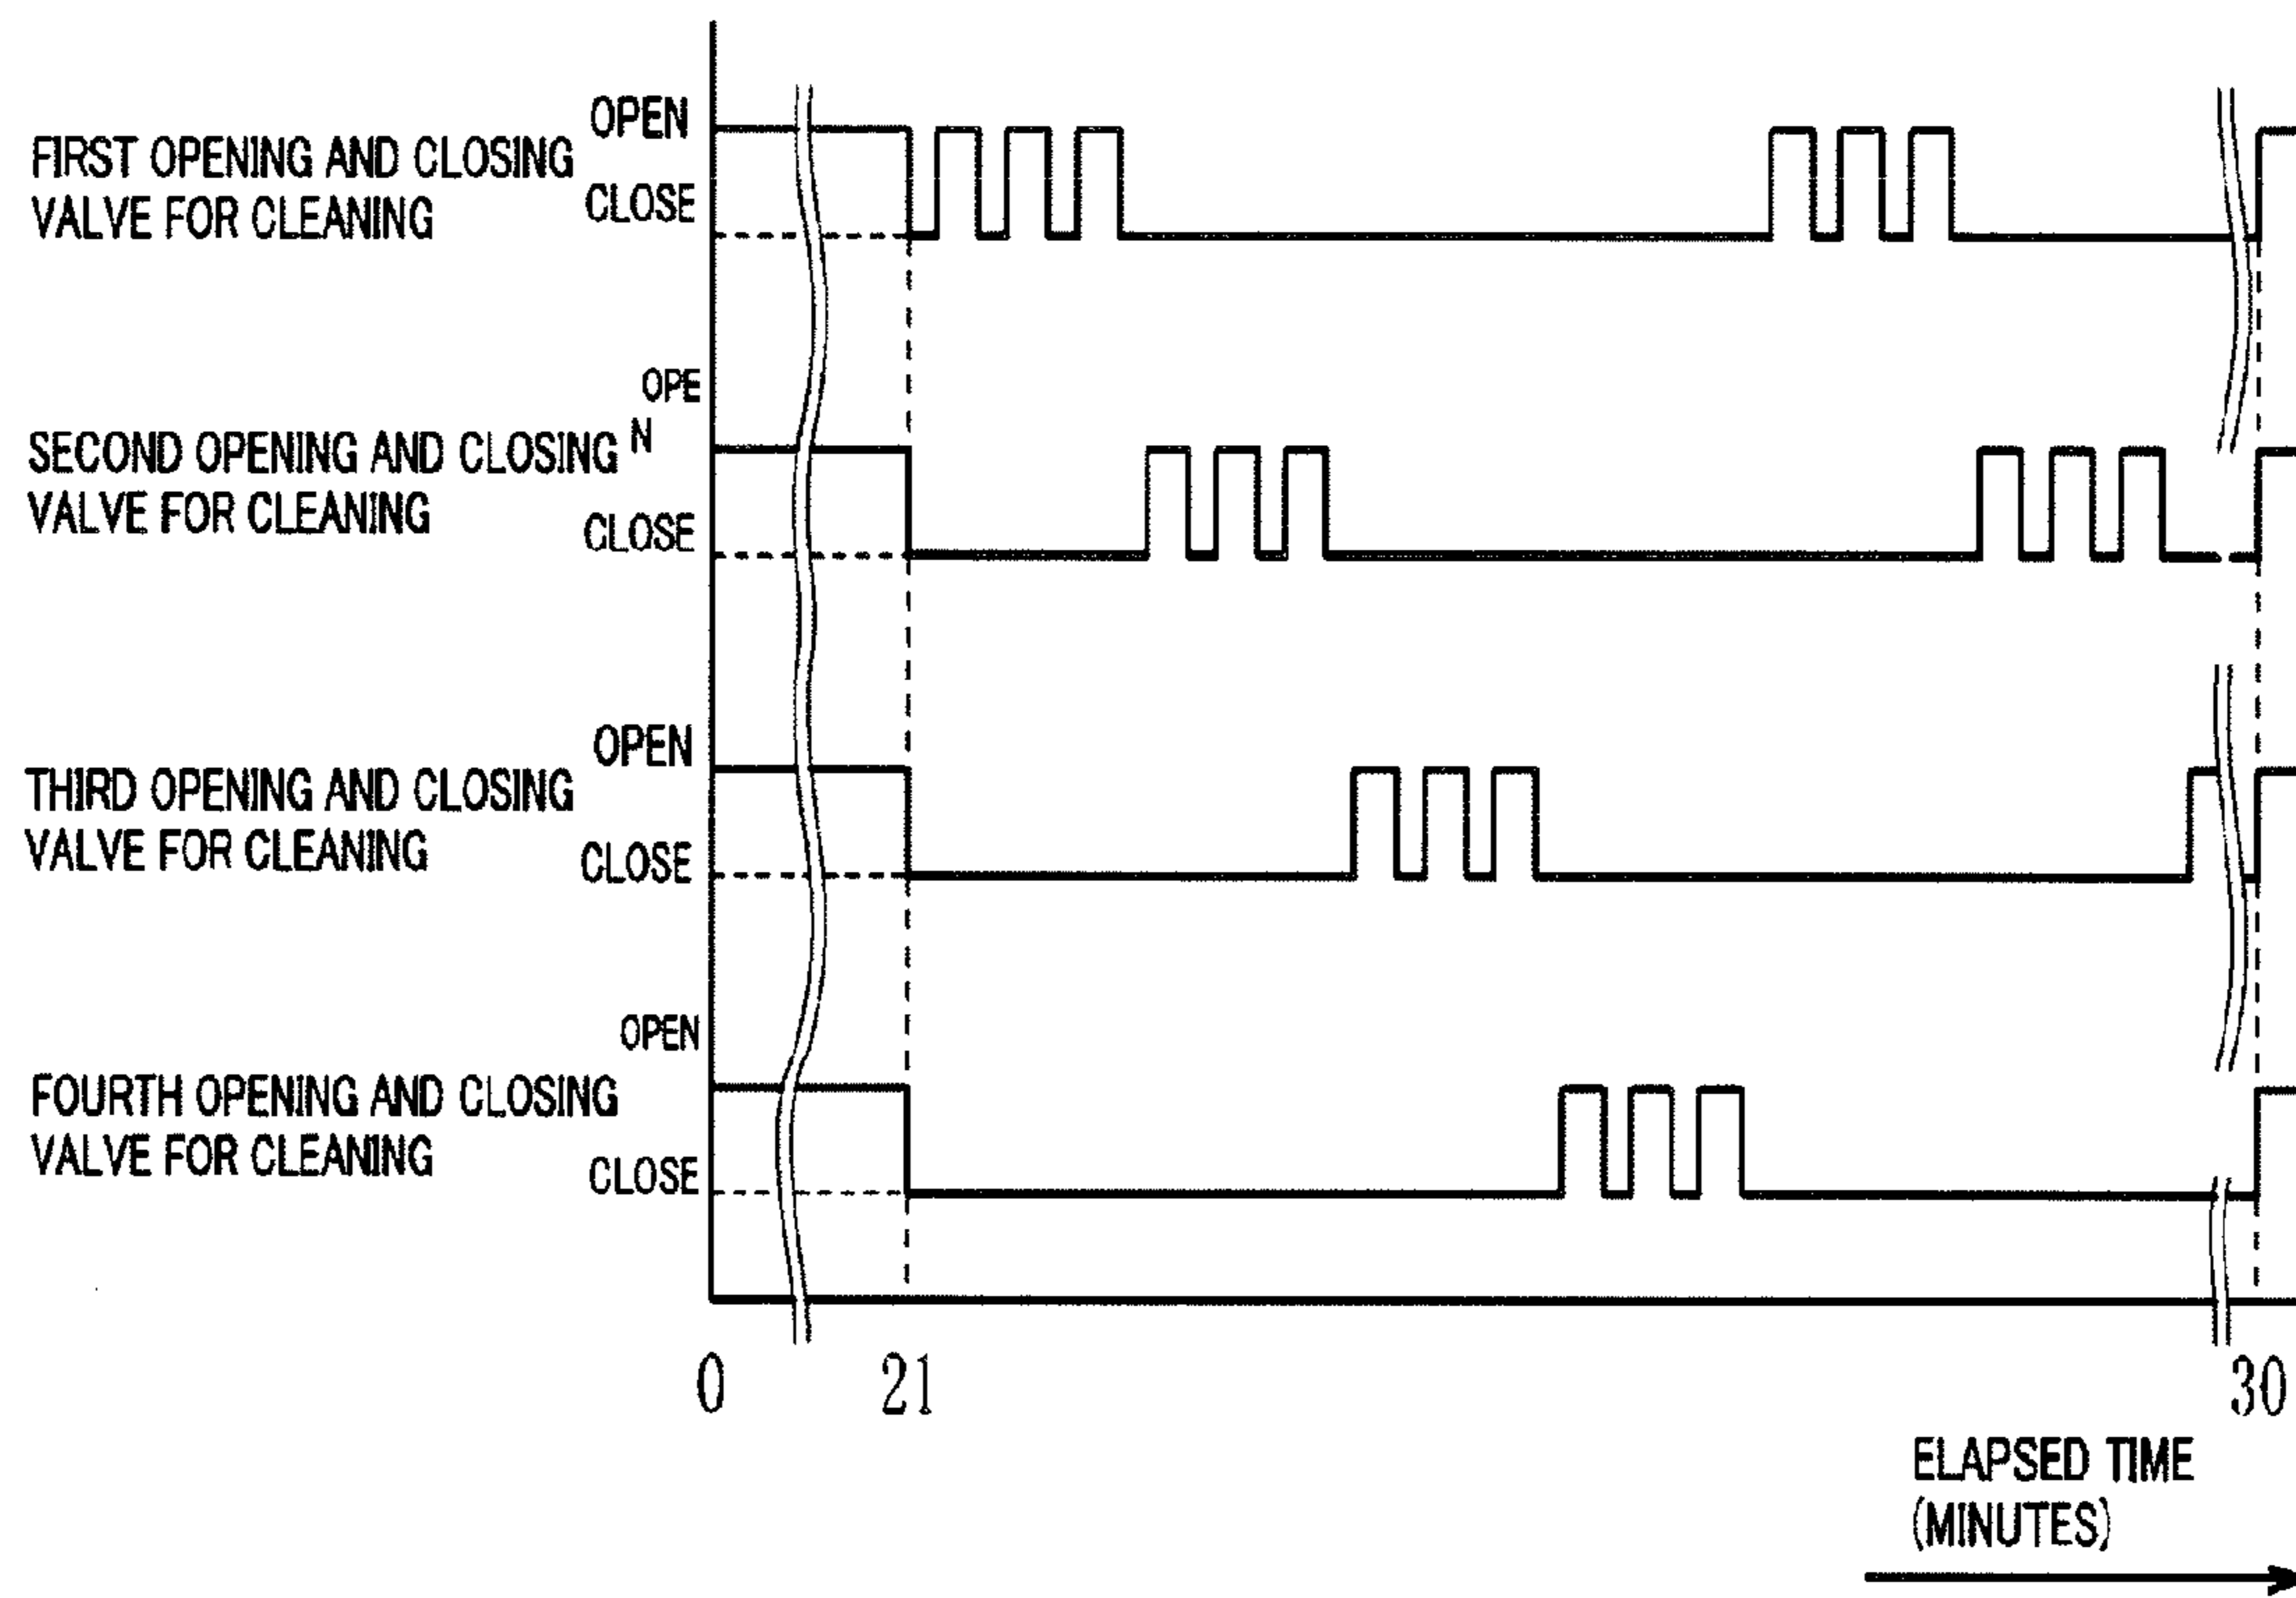 OPEN
FIRST OPENING AND CLOSING
CLOSE
VALVE FOR CLEANING
OPE
N
SECOND OPENING AND CLOSING
VALVE FOR CLEANING
CLOSE
OPEN
THIRD OPENING AND CLOSING
VALVE FOR CLEANING
CLOSE
OPEN
FOURTH OPENING AND CLOSING
VALVE FOR CLEANING
CLOSE
0 21 30
ELAPSED TIME
(MINUTES)